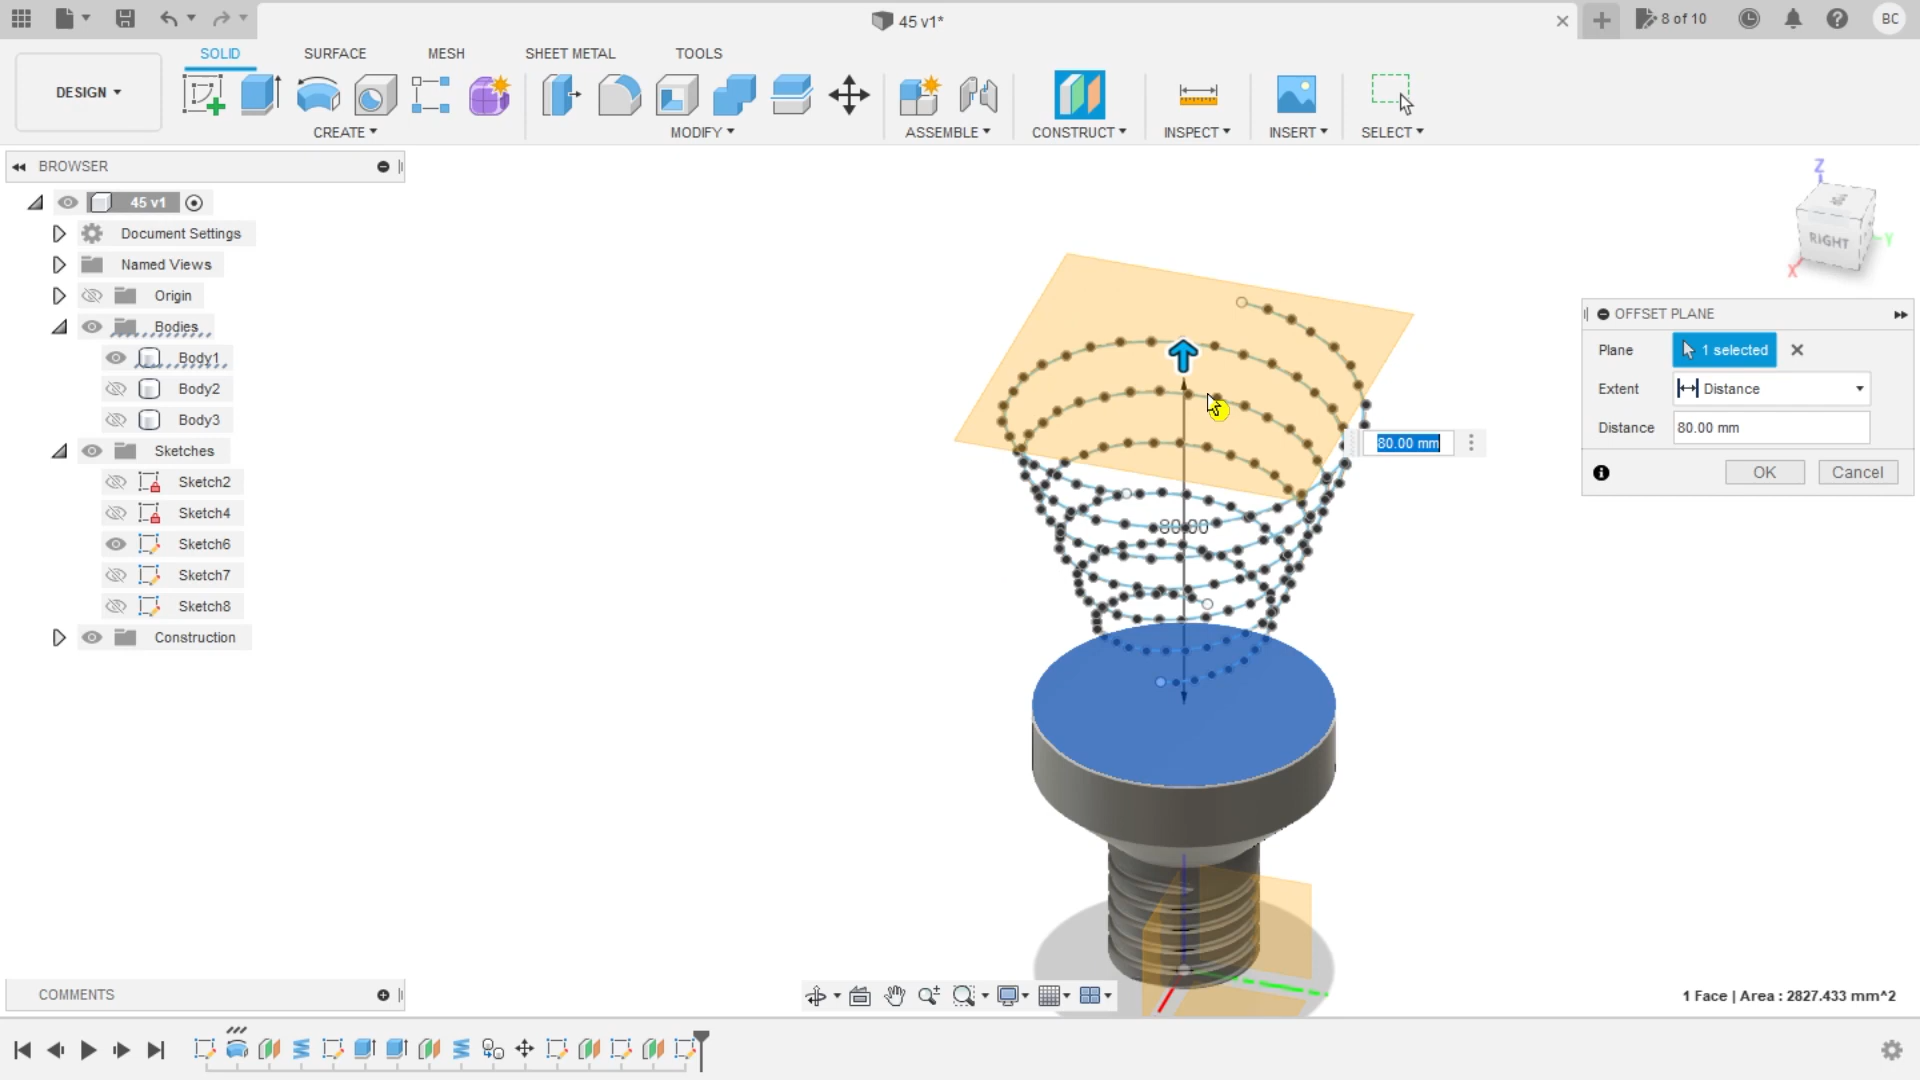 45 v1*
8 of 10
BC
DESIGN
SOLID
SURFACE
MESH
SHEET METAL
TOOLS
CREATE
MODIFY
ASSEMBLE
CONSTRUCT
INSPECT
INSERT
SELECT
BROWSER
45 v1
Document Settings
Named Views
Origin
Bodies
Body1
Body2
Body3
Sketches
Sketch2
Sketch4
Sketch6
Sketch7
Sketch8
Construction
Z
RIGHT
Y
X
OFFSET PLANE
Plane
1 selected
Extent
Distance
Distance
80.00 mm
OK
Cancel
80.00 mm
80.00
COMMENTS
1 Face | Area : 2827.433 mm^2